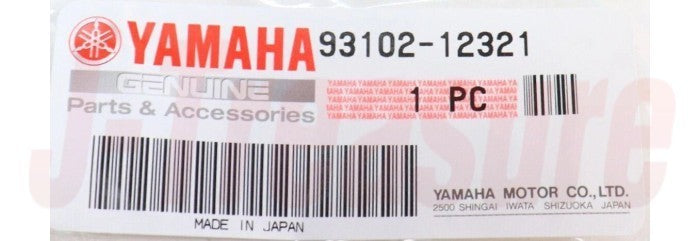 YAMAHA 93102-12321
GENUINE
Parts & Accessories
1 PC
MADE IN JAPAN
YAMAHA MOTOR CO.,LTD.
2500 SHINGAI IWATA SHIZUOKA JAPAN